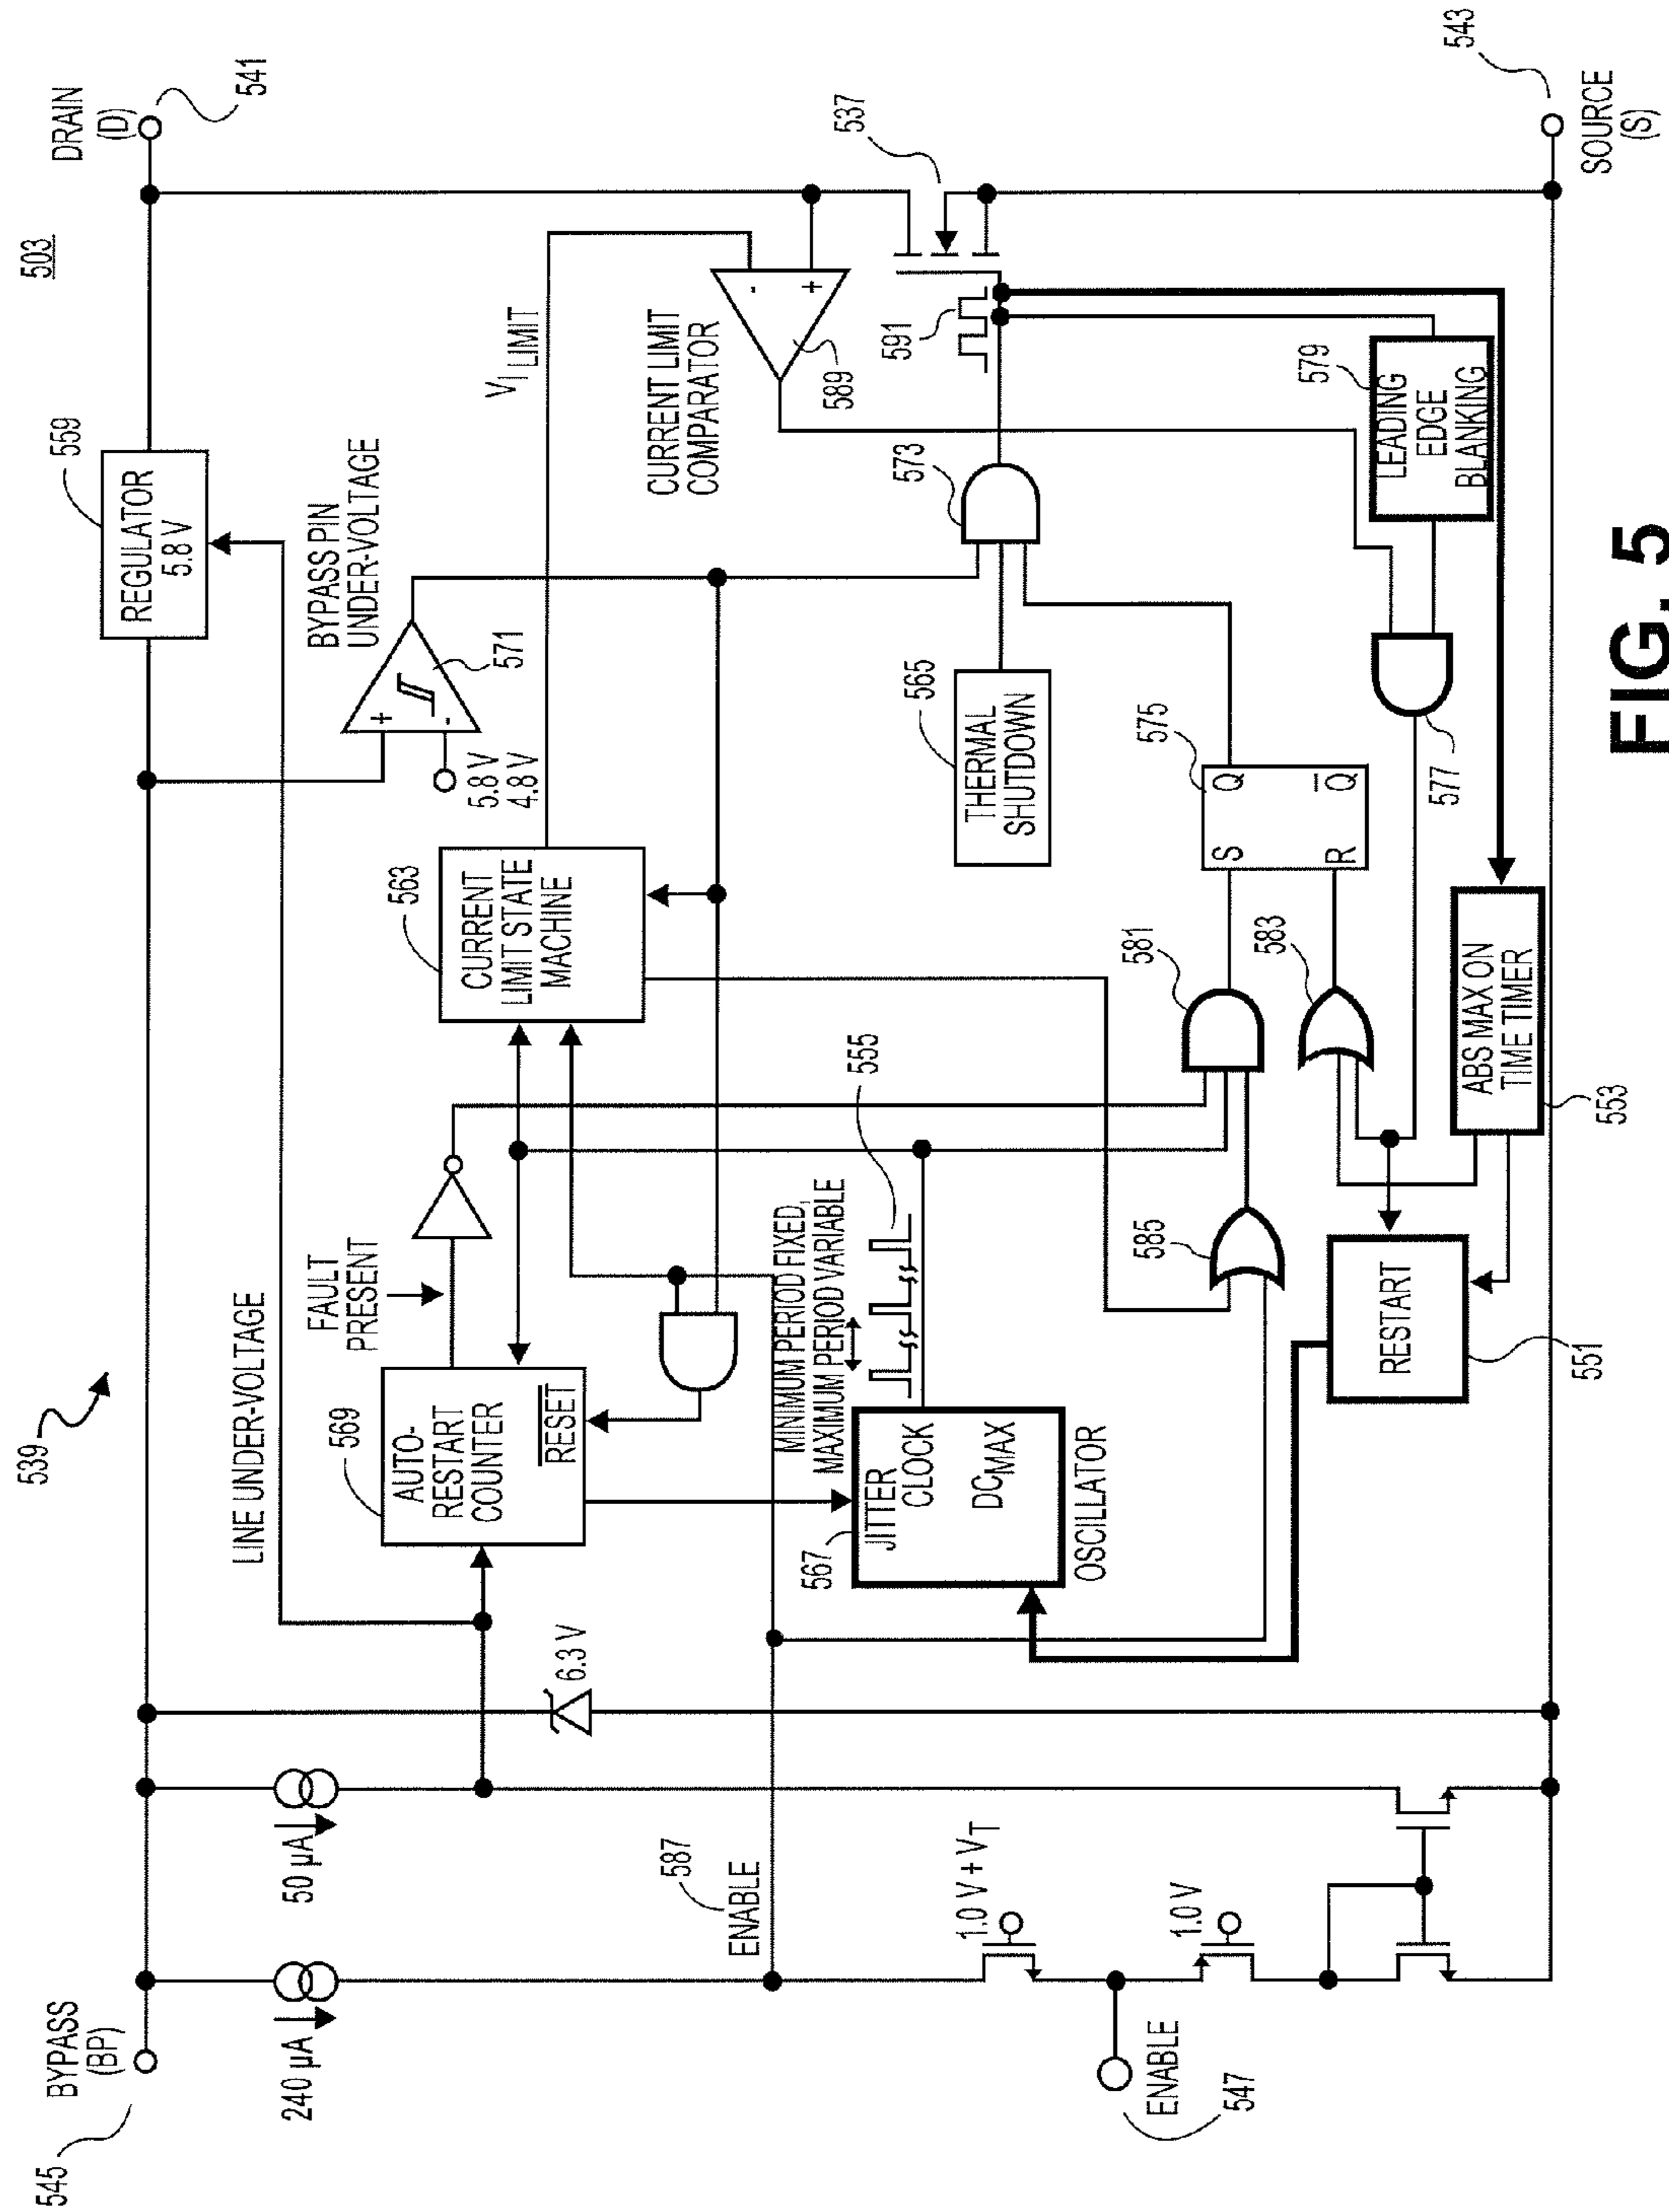 539
503
BYPASS
(BP)
545
240 µA
50 µA
LINE UNDER-VOLTAGE
REGULATOR
5.8 V
559
DRAIN
(D)
541
6.3 V
569
AUTO-
RESTART
COUNTER
RESET
FAULT
PRESENT
563
CURRENT
LIMIT STATE
MACHINE
5.8 V
4.8 V
+
-
571
BYPASS PIN
UNDER-VOLTAGE
VI LIMIT
CURRENT LIMIT
COMPARATOR
-
+
589
587
ENABLE
MINIMUM PERIOD FIXED,
MAXIMUM PERIOD VARIABLE
555
567
JITTER
CLOCK
DCMAX
OSCILLATOR
565
THERMAL
SHUTDOWN
573
591
537
1.0 V + VT
ENABLE
547
1.0 V
585
581
583
575
S
Q
R
Q
577
579
LEADING
EDGE
BLANKING
RESTART
551
ABS MAX ON
TIME TIMER
553
543
SOURCE
(S)
FIG. 5